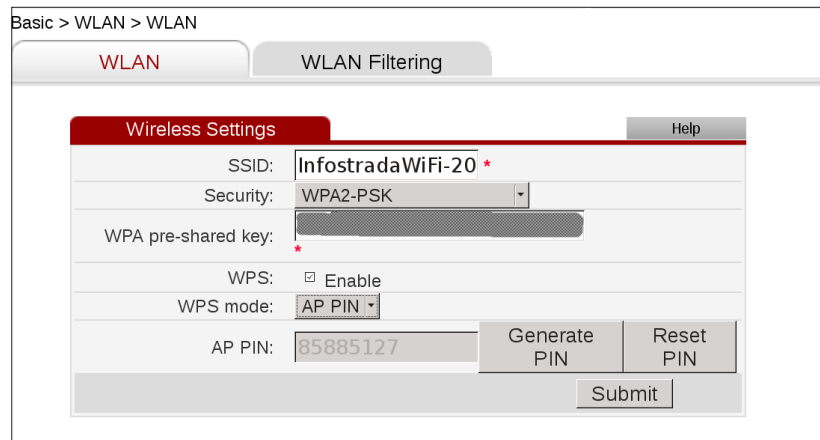 Basic > WLAN > WLAN
WLAN WLAN Filtering
Wireless Settings Help
SSID: InfostradaWiFi-20 *
Security: WPA2-PSK
WPA pre-shared key:
*
WPS: Enable
WPS mode: AP PIN
AP PIN: 85885127 Generate PIN Reset PIN
Submit